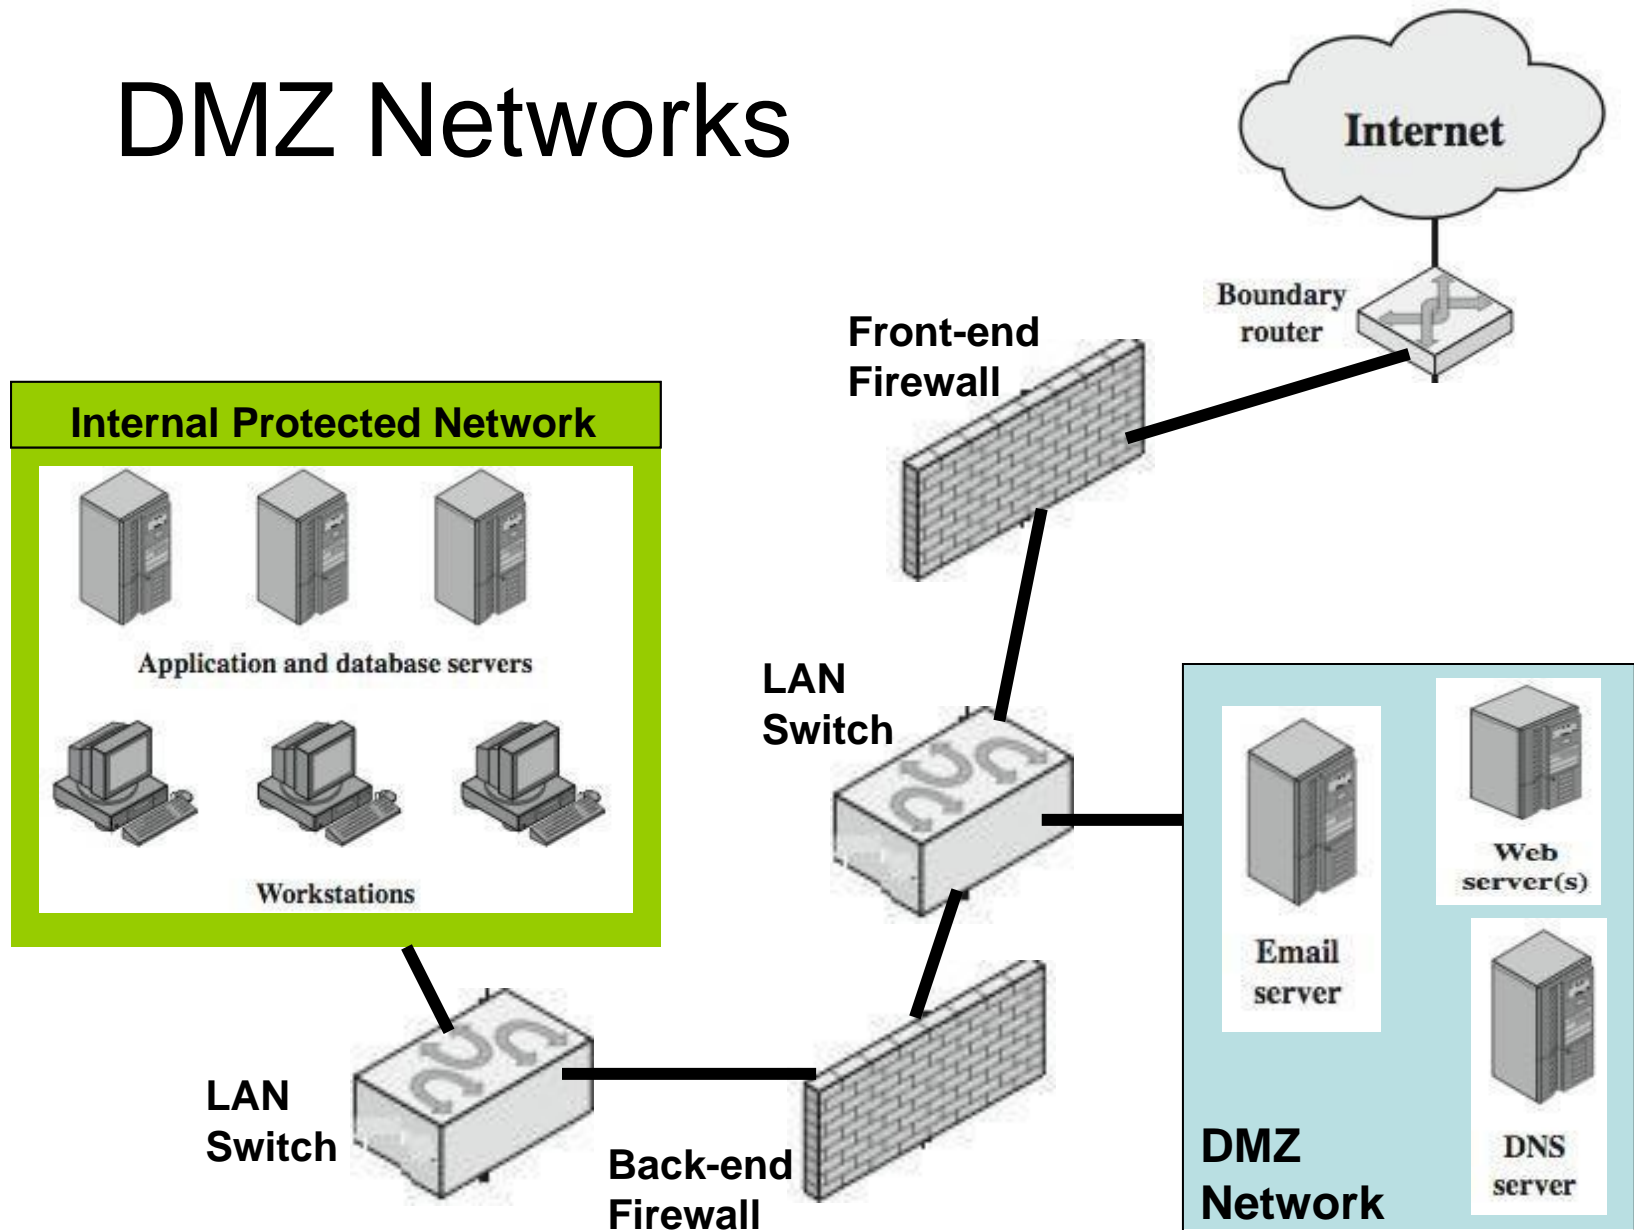 DMZ Networks
Internet
Boundary
router
Front-end
Firewall
Internal Protected Network
Application and database servers
Workstations
LAN
Switch
Web
server(s)
Email
server
DNS
server
DMZ
Network
LAN
Switch
Back-end
Firewall